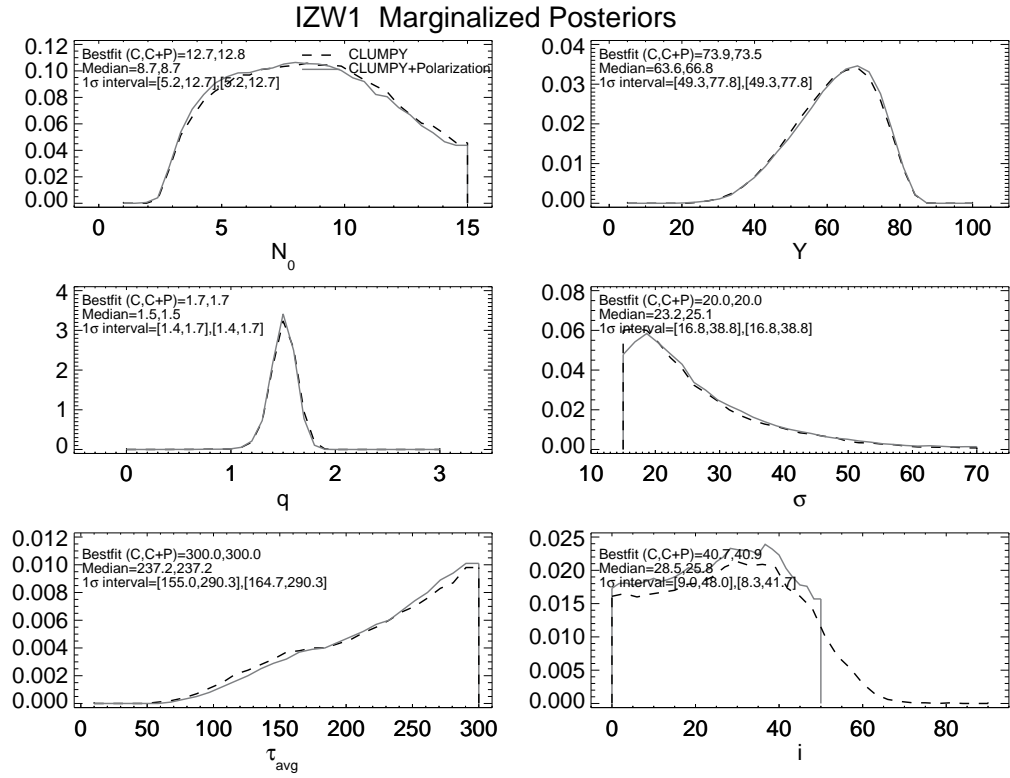 IZW1 Marginalized Posteriors
0.12
0.10
0.08
0.06
0.04
0.02
0.00
Bestfit (C,C+P)=12.7,12.8
Median=8.7,8.7
1σ interval=[5.2,12.7],[5.2,12.7]
CLUMPY
CLUMPY+Polarization
0 5 10 15
N0
0.04
0.03
0.02
0.01
0.00
Bestfit (C,C+P)=73.9,73.5
Median=63.6,66.8
1σ interval=[49.3,77.8],[49.3,77.8]
0 20 40 60 80 100
Y
4
3
2
1
0
Bestfit (C,C+P)=1.7,1.7
Median=1.5,1.5
1σ interval=[1.4,1.7],[1.4,1.7]
0 1 2 3
q
0.08
0.06
0.04
0.02
0.00
Bestfit (C,C+P)=20.0,20.0
Median=23.2,25.1
1σ interval=[16.8,38.8],[16.8,38.8]
10 20 30 40 50 60 70
σ
0.012
0.010
0.008
0.006
0.004
0.002
0.000
Bestfit (C,C+P)=300.0,300.0
Median=237.2,237.2
1σ interval=[155.0,290.3],[164.7,290.3]
0 50 100 150 200 250 300
τavg
0.025
0.020
0.015
0.010
0.005
0.000
Bestfit (C,C+P)=40.7,40.9
Median=28.5,25.8
1σ interval=[9.0,48.0],[8.3,41.7]
0 20 40 60 80
i